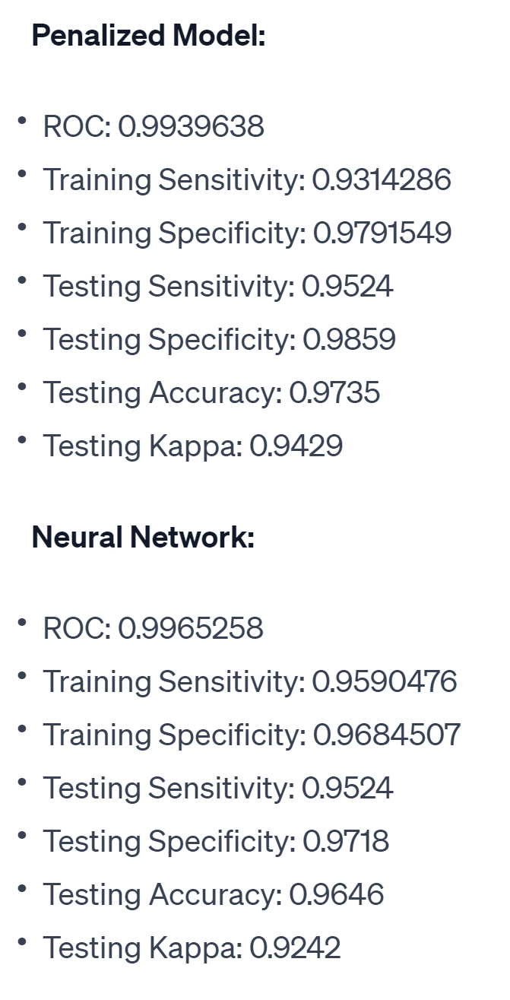 Penalized Model:
• ROC: 0.9939638
• Training Sensitivity: 0.9314286
• Training Specificity: 0.9791549
• Testing Sensitivity: 0.9524
• Testing Specificity: 0.9859
• Testing Accuracy: 0.9735
• Testing Kappa: 0.9429
Neural Network:
• ROC: 0.9965258
• Training Sensitivity: 0.9590476
• Training Specificity: 0.9684507
• Testing Sensitivity: 0.9524
• Testing Specificity: 0.9718
• Testing Accuracy: 0.9646
• Testing Kappa: 0.9242